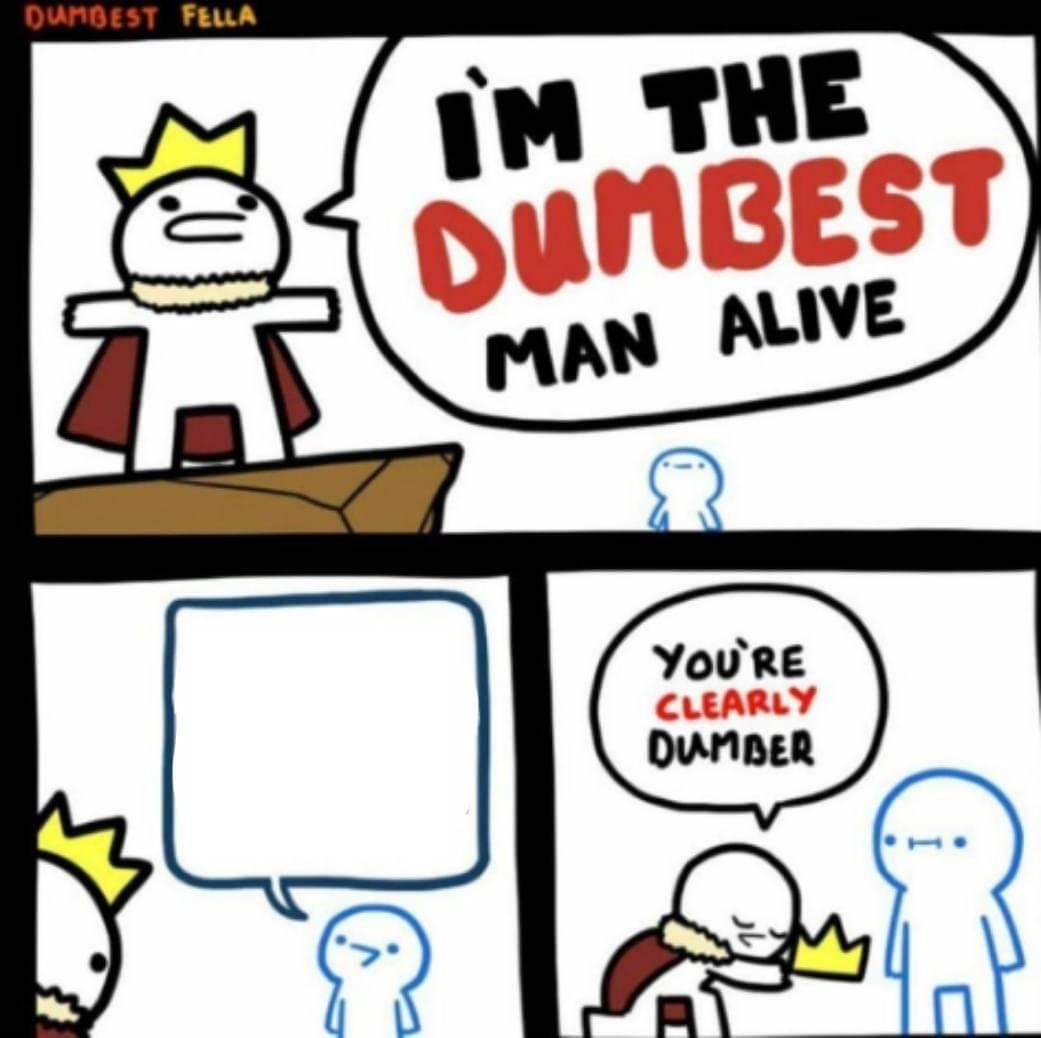 DUMBEST FELLA
I'M THE
DUMBEST
MAN ALIVE
YOU'RE
CLEARLY
DUMBER